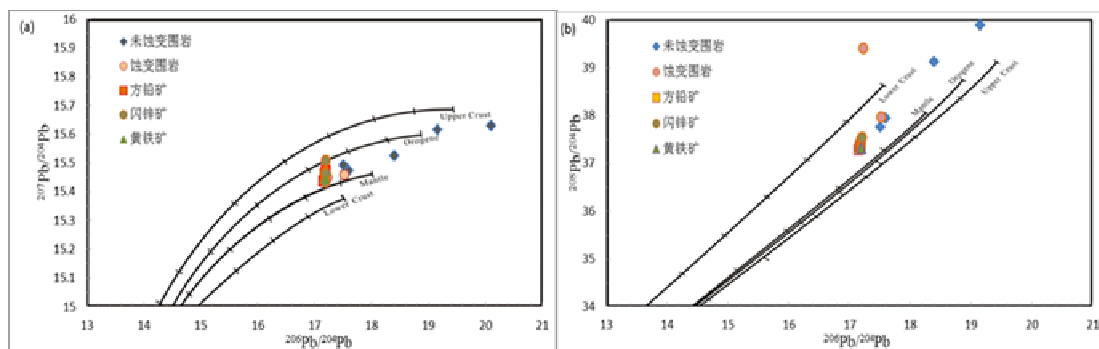 (a)
16
15.9
15.8
15.7
15.6
15.5
15.4
15.3
15.2
15.1
15
²⁰⁷Pb/²⁰⁴Pb
未蚀变围岩
蚀变围岩
方铅矿
闪锌矿
黄铁矿
Upper Crust
Orogene
Mantle
Lower Crust
13 14 15 16 17 18 19 20 21
²⁰⁶Pb/²⁰⁴Pb
(b)
40
39
38
37
36
35
34
²⁰⁸Pb/²⁰⁴Pb
未蚀变围岩
蚀变围岩
方铅矿
闪锌矿
黄铁矿
Lower Crust
Mantle
Orogene
Upper Crust
13 14 15 16 17 18 19 20 21
²⁰⁶Pb/²⁰⁴Pb